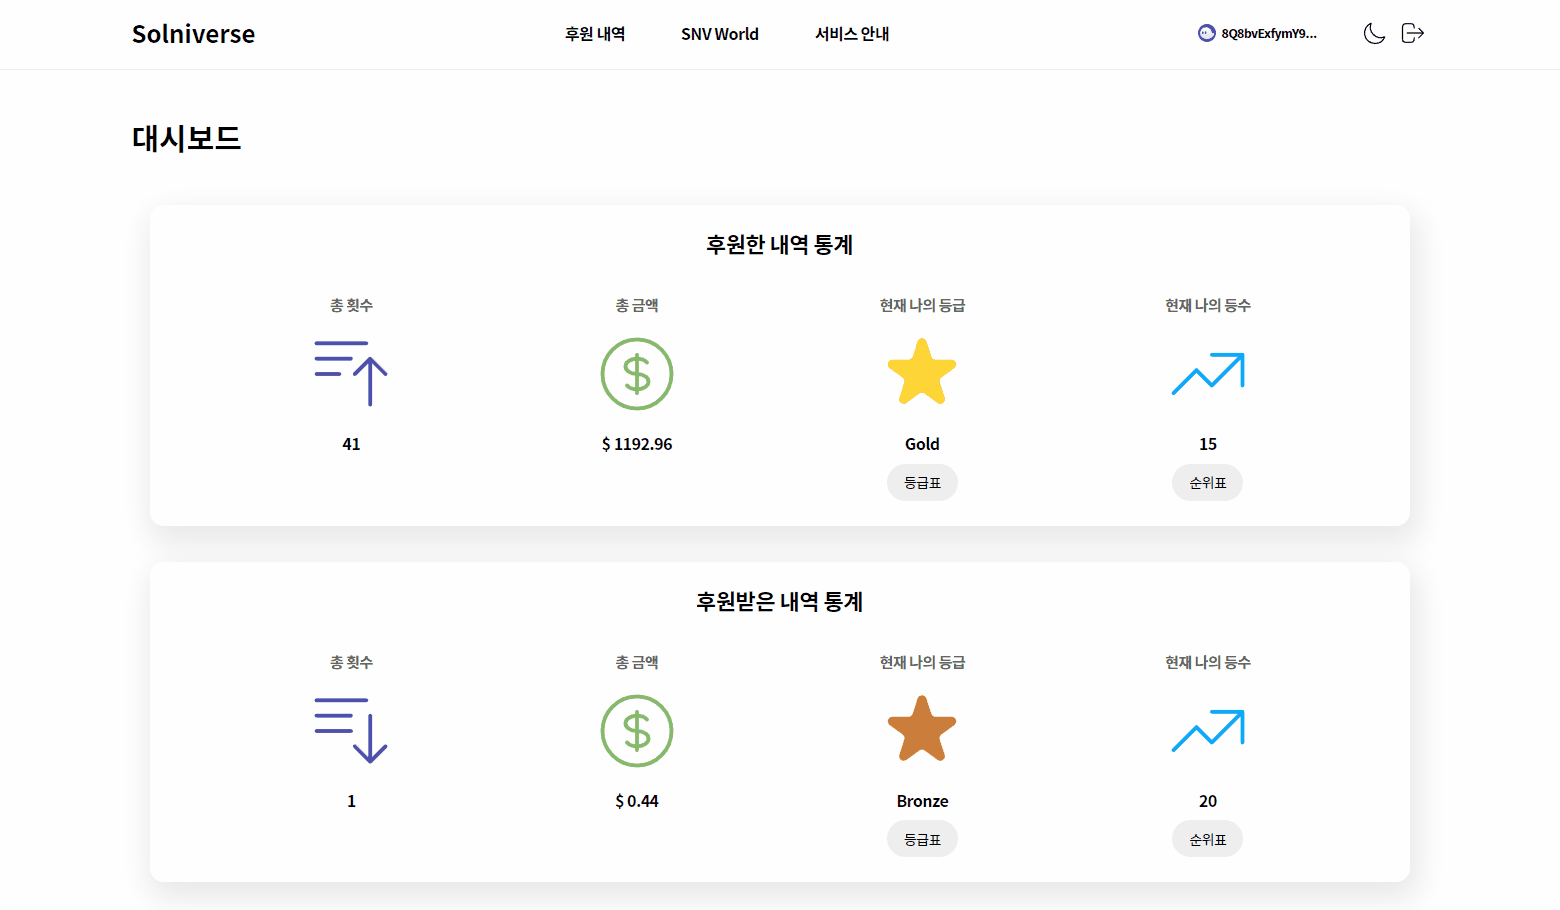 Solniverse
후원 내역 SNV World 서비스 안내
8Q8bvExfymY9...
대시보드
후원한 내역 통계
총 횟수 총 금액 현재 나의 등급 현재 나의 등수
41 $ 1192.96 Gold 15
등급표 순위표
후원받은 내역 통계
총 횟수 총 금액 현재 나의 등급 현재 나의 등수
1 $ 0.44 Bronze 20
등급표 순위표